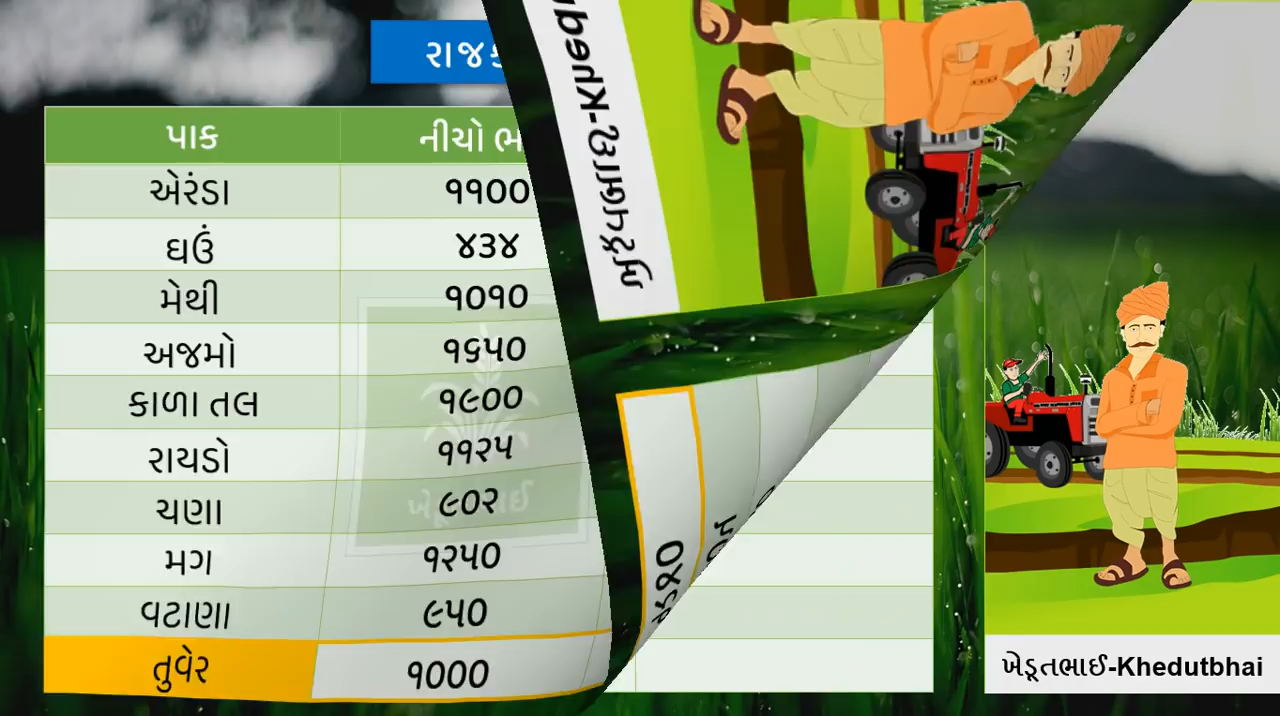 રાજક
પાક નીચો ભ
એરંડા ૧૧૦૦
ઘઉં ૪૩૪
મેથી ૧૦૧૦
અજમો ૧૬૫૦
કાળા તલ ૧૯૦૦
રાયડો ૧૧૨૫
ચણા ૯૦૨
મગ ૧૨૫૦
વટાણા ૯૫૦
તુવેર ૧૦૦૦
ખેડૂતભાઈ
ખેડૂતભાઈ-Khedutbhai